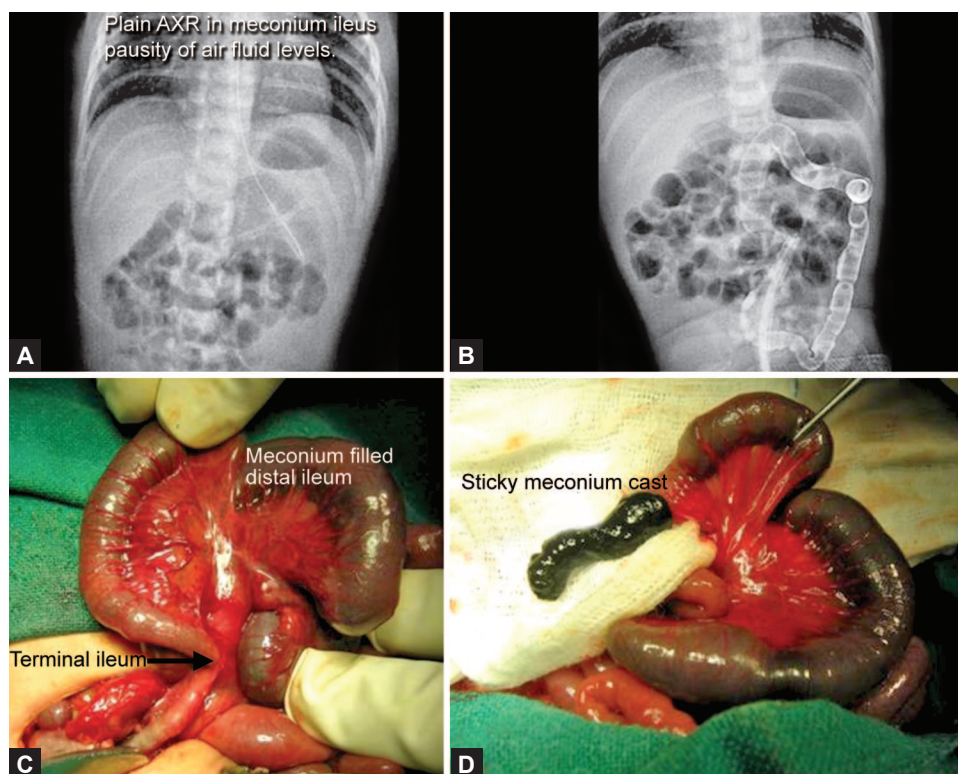 Plain AXR in meconium ileus
pausity of air fluid levels.
A
B
Meconium filled
distal ileum
Terminal ileum
C
Sticky meconium cast
D